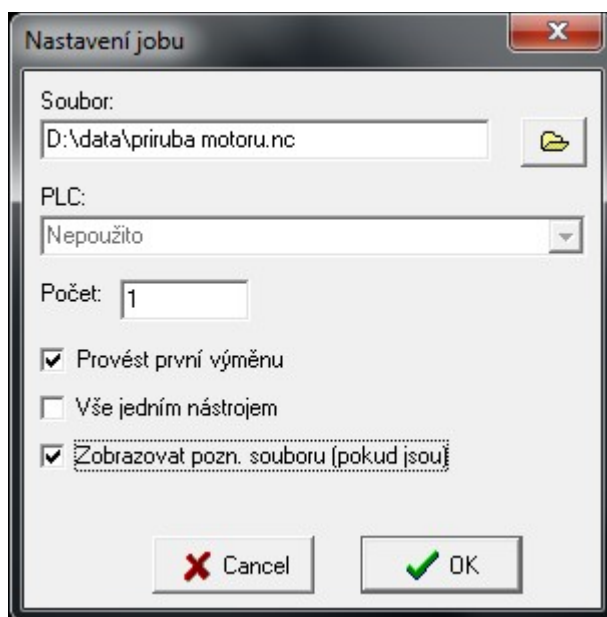 Nastavení jobu
Soubor:
D:\data\priruba motoru.nc
PLC:
Nepoužito
Počet: 1
Provést první výměnu
Vše jedním nástrojem
Zobrazovat pozn. souboru (pokud jsou)
Cancel OK